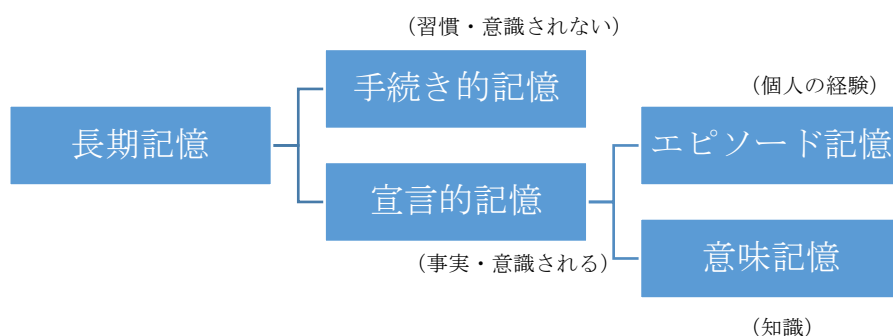 （習慣・意識されない）
手続き的記憶
（個人の経験）
長期記憶
エピソード記憶
宣言的記憶
（事実・意識される）
意味記憶
（知識）